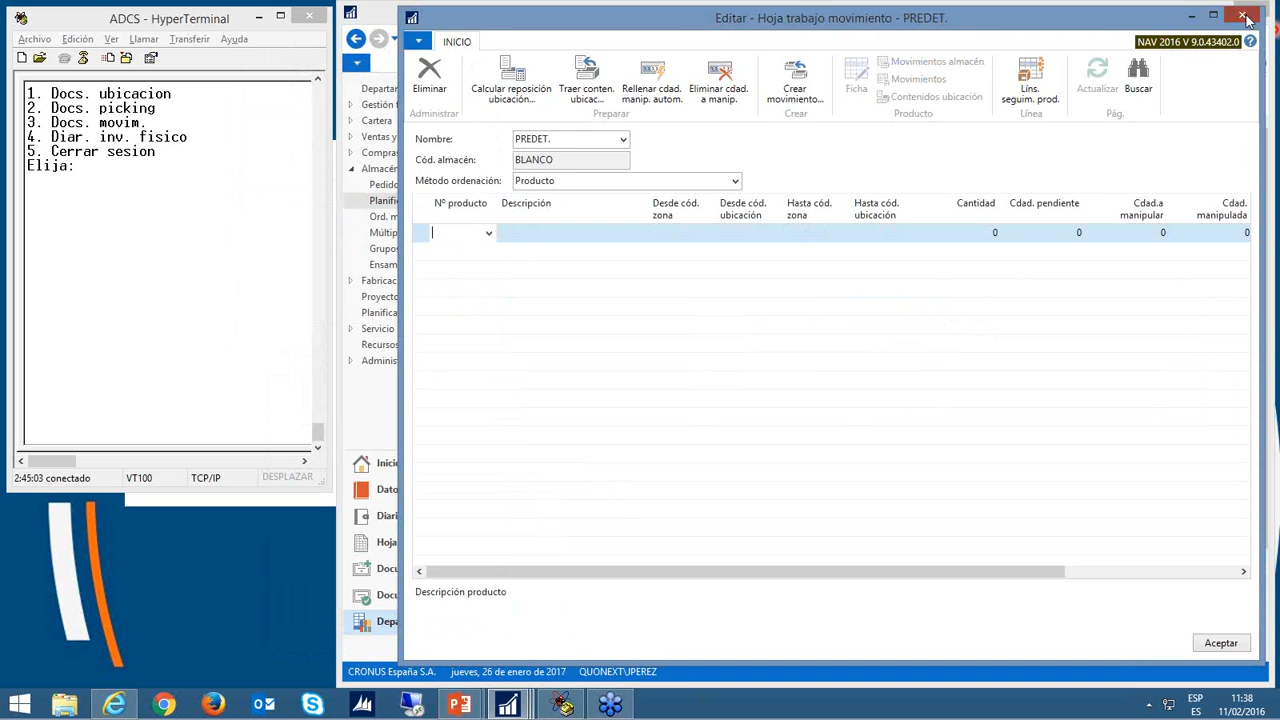 ADCS - HyperTerminal
Archivo Edición Ver Llamar Transferir Ayuda
1. Docs. ubicacion
2. Docs. picking
3. Docs. movim.
4. Diar. inv. fisico
5. Cerrar sesion
Elija:
2:45:03 conectado VT100 TCP/IP DESPLAZAR
Editar - Hoja trabajo movimiento - PREDET.
INICIO
NAV 2016 V 9.0.43402.0
Eliminar
Calcular reposición ubicación...
Traer conten. ubicac...
Rellenar cdad. manip. autom.
Eliminar cdad. a manip.
Crear movimiento...
Ficha
Movimientos almacén
Movimientos
Contenidos ubicación
Líns. seguim. prod.
Actualizar
Buscar
Administrar Preparar Crear Producto Línea Pág.
Nombre: PREDET.
Cód. almacén: BLANCO
Método ordenación: Producto
Nº producto Descripción Desde cód. zona Desde cód. ubicación Hasta cód. zona Hasta cód. ubicación Cantidad Cdad. pendiente Cdad.a manipular Cdad. manipulada
0 0 0 0
Descripción producto
Aceptar
Departar
Gestión f
Cartera
Ventas y
Compras
Almacén
Pedido
Planific
Ord. m
Múltip
Grupos
Ensam
Fabricac
Proyecto
Planifica
Servicio
Recursos
Administ
Inicio
Dato
Diari
Hoja
Docu
Docu
Depa
CRONUS España S.A. jueves, 26 de enero de 2017 QUONEXT\JPEREZ
ESP
ES
11:38
11/02/2016